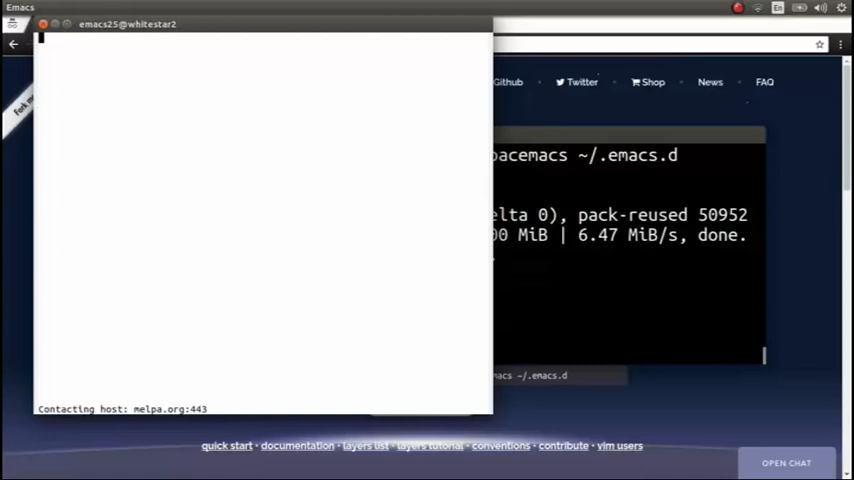 Emacs
En
emacs25@whitestar2
Github
Twitter
Shop
News
FAQ
Fork m
pacemacs ~/.emacs.d
elta 0), pack-reused 50952
00 MiB | 6.47 MiB/s, done.
.
macs ~/.emacs.d
Contacting host: melpa.org:443
quick start • documentation • layers list • layers tutorial • conventions • contribute • vim users
OPEN CHAT